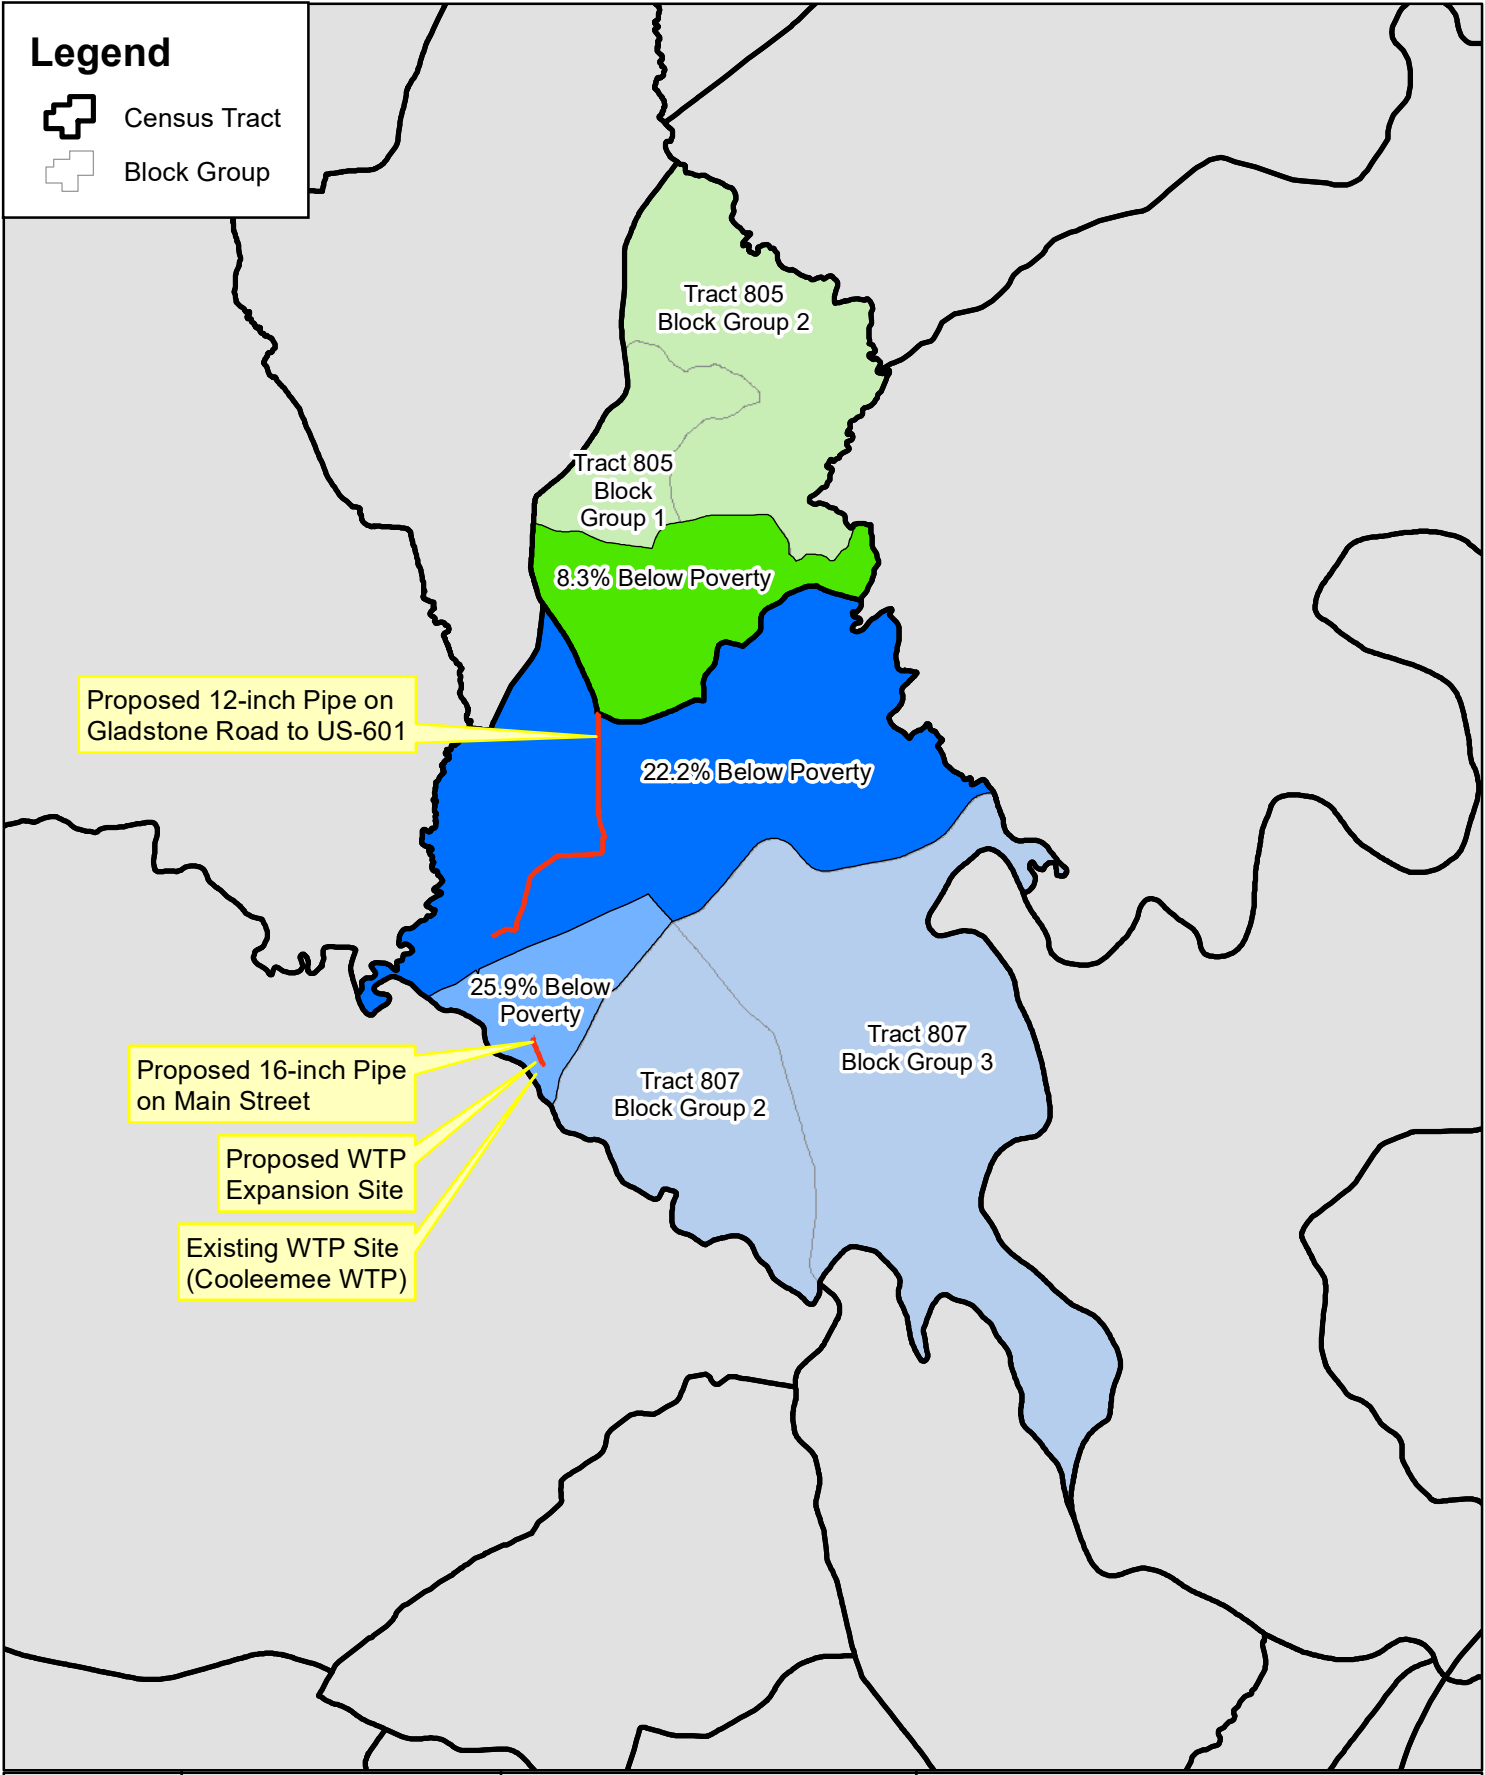 Legend
Census Tract
Block Group
Tract 805
Block Group 2
Tract 805
Block
Group 1
8.3% Below Poverty
Proposed 12-inch Pipe on
Gladstone Road to US-601
22.2% Below Poverty
25.9% Below
Poverty
Tract 807
Block Group 3
Proposed 16-inch Pipe
on Main Street
Tract 807
Block Group 2
Proposed WTP
Expansion Site
Existing WTP Site
(Cooleemee WTP)